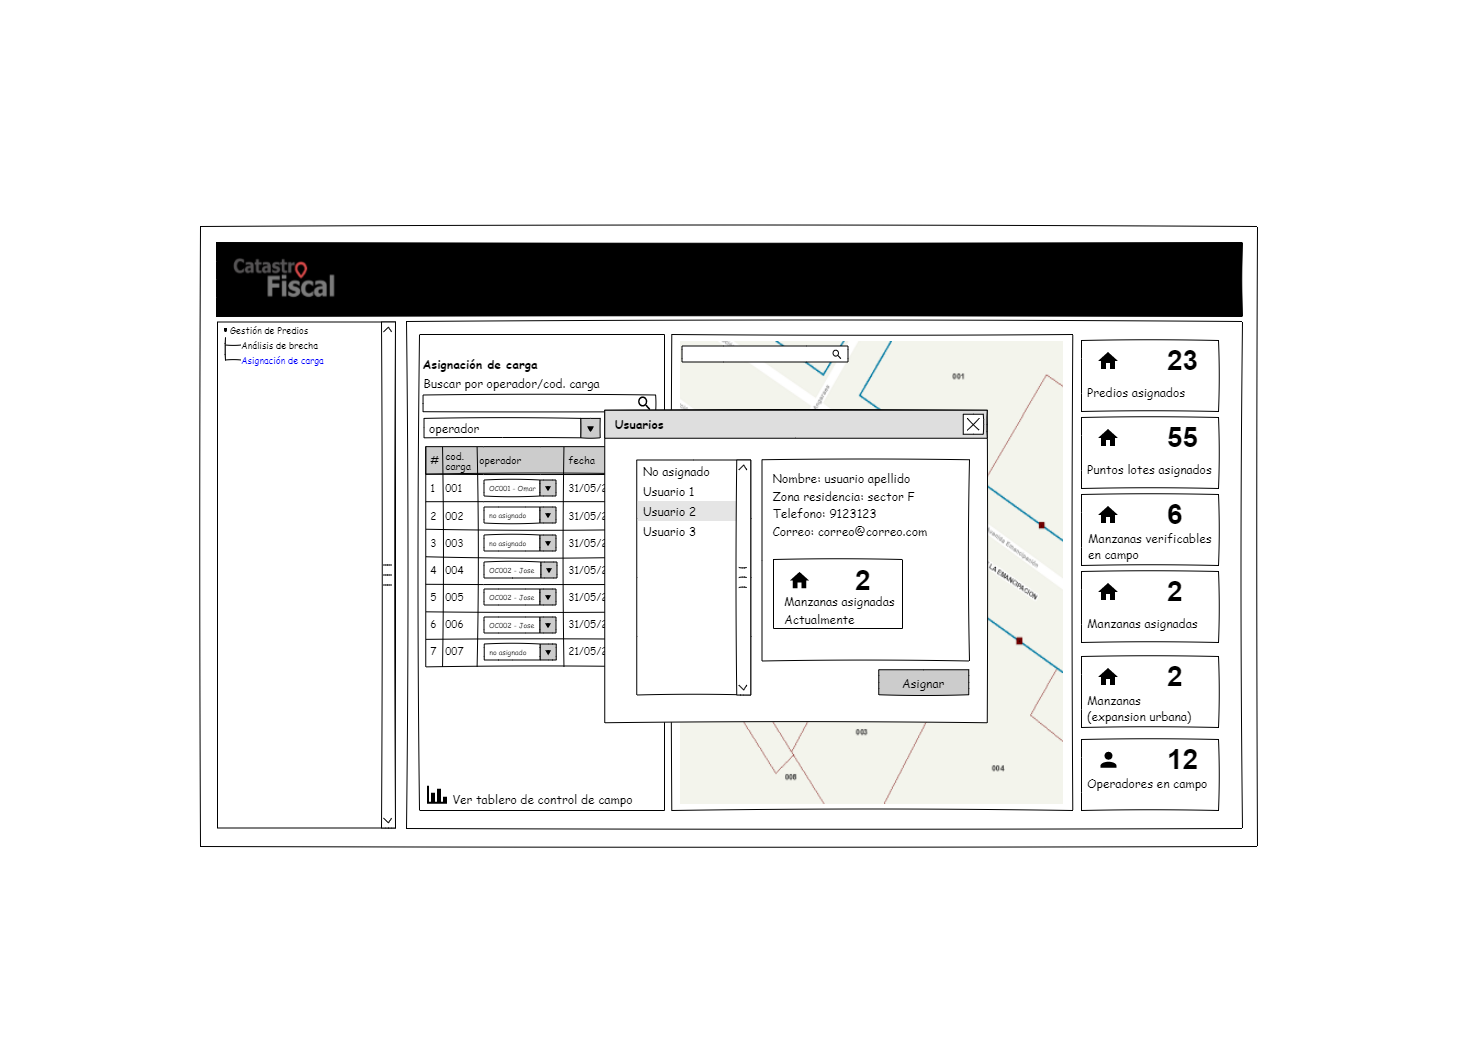 Catastro
Fiscal
Gestión de Predios
Análisis de brecha
Asignación de carga
Asignación de carga
Buscar por operador/cod. carga
operador
# cod. carga operador fecha
1 001 OC001 - Omar 31/05/2
2 002 no asignado 31/05/2
3 003 no asignado 31/05/2
4 004 OC002 - Jose 31/05/2
5 005 OC002 - Jose 31/05/2
6 006 OC002 - Jose 31/05/2
7 007 no asignado 21/05/2
Ver tablero de control de campo
001
Usuarios
No asignado
Usuario 1
Usuario 2
Usuario 3
Nombre: usuario apellido
Zona residencia: sector F
Telefono: 9123123
Correo: correo@correo.com
2
Manzanas asignadas
Actualmente
Asignar
Emancipación
LA EMANCIPACION
003
004
23
Predios asignados
55
Puntos lotes asignados
6
Manzanas verificables
en campo
2
Manzanas asignadas
2
Manzanas
(expansion urbana)
12
Operadores en campo